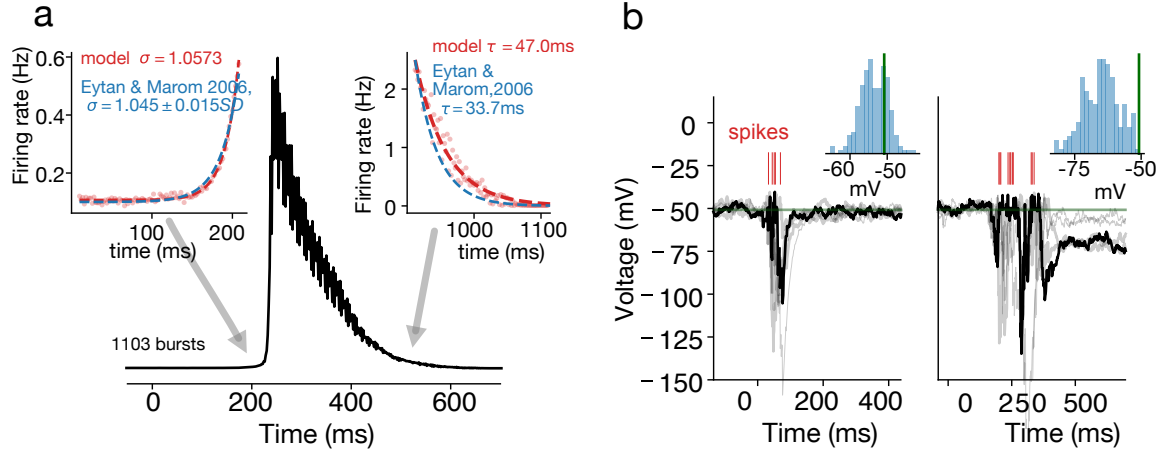 a
Firing rate (Hz)
0.6
0.4
0.2
model σ = 1.0573
Eytan & Marom 2006,
σ = 1.045 ± 0.015SD
100
200
time (ms)
Firing rate (Hz)
2
1
0
model τ = 47.0ms
Eytan &
Marom,2006
τ = 33.7ms
1000
1100
time (ms)
1103 bursts
0
200
400
600
Time (ms)
b
Voltage (mV)
0
−25
−50
−75
−100
−125
−150
spikes
−60
−50
mV
0
200
400
Time (ms)
−75
−50
mV
0
250
500
Time (ms)